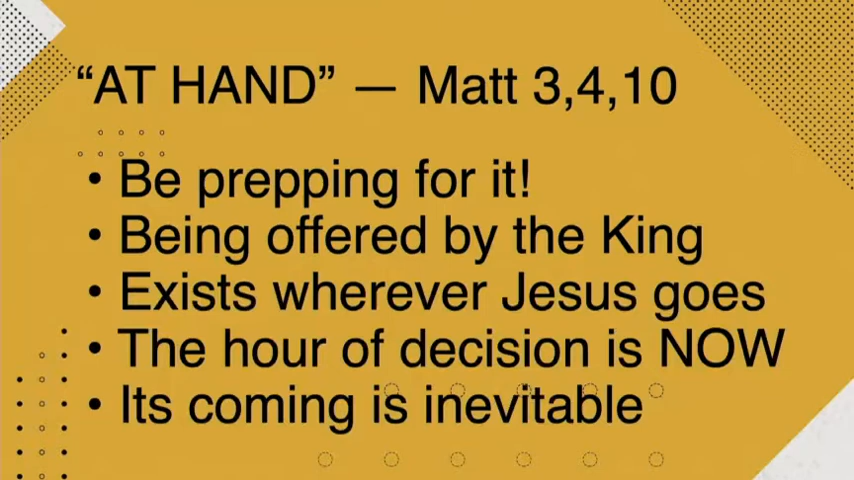 “AT HAND” — Matt 3,4,10
• Be prepping for it!
• Being offered by the King
• Exists wherever Jesus goes
• The hour of decision is NOW
• Its coming is inevitable